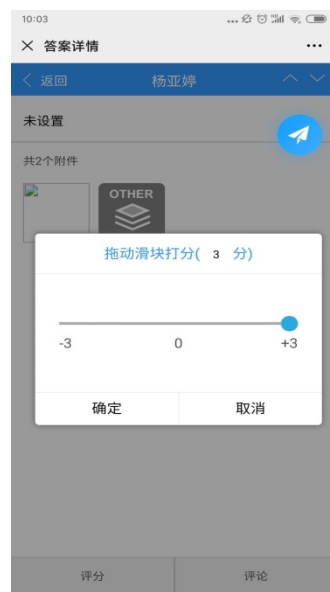 10:03
答案详情
返回
杨亚婷
未设置
共2个附件
OTHER
拖动滑块打分( 3 分)
-3 0 +3
确定 取消
评分 评论